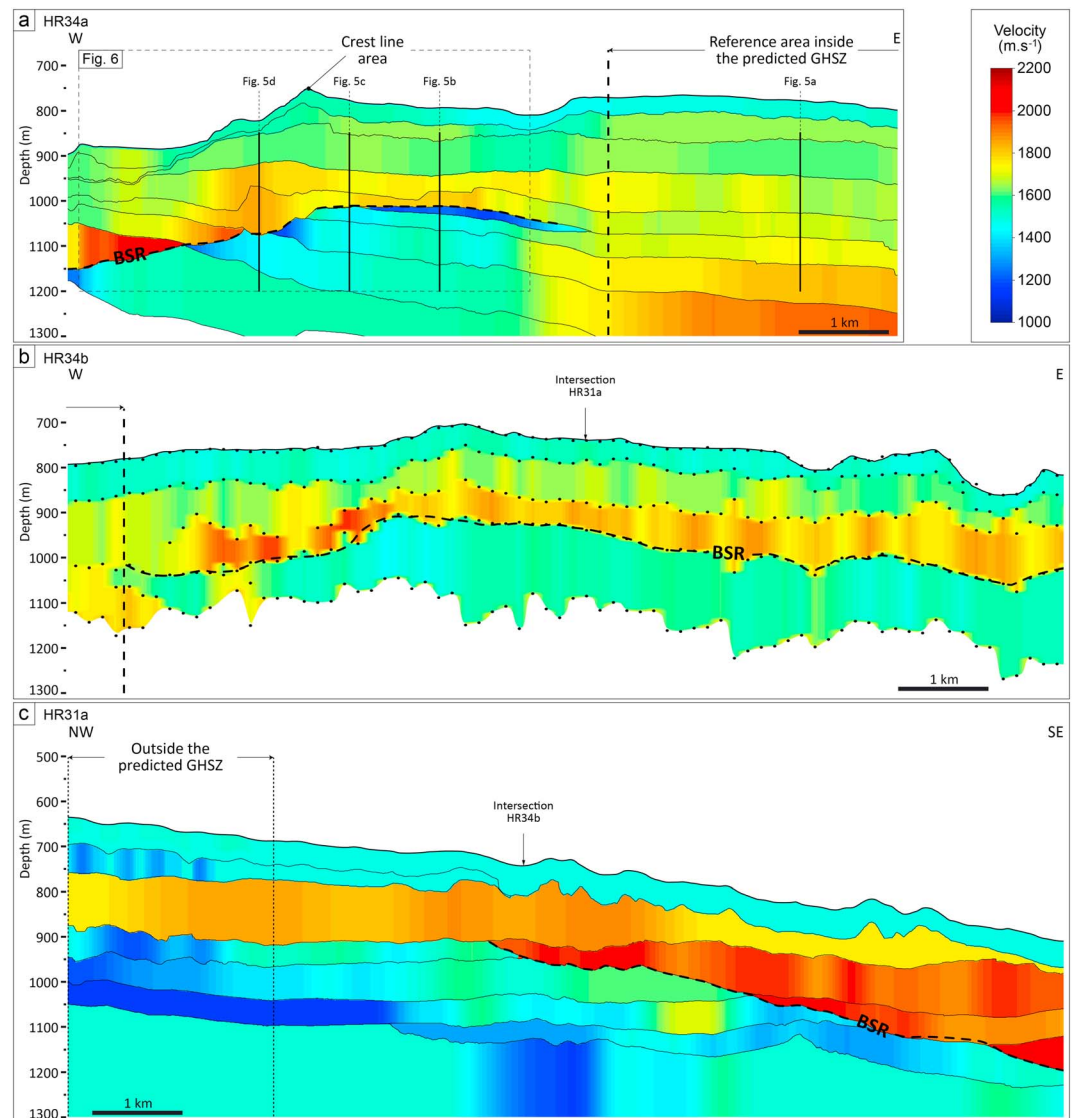 a HR34a
W
E
Fig. 6
Crest line
area
Reference area inside
the predicted GHSZ
Fig. 5d
Fig. 5c
Fig. 5b
Fig. 5a
Depth (m)
700
800
900
1000
1100
1200
1300
BSR
1 km
Velocity
(m.s⁻¹)
2200
2000
1800
1600
1400
1200
1000
b HR34b
W
E
Intersection
HR31a
Depth (m)
700
800
900
1000
1100
1200
1300
BSR
1 km
c HR31a
NW
SE
Outside the
predicted GHSZ
Intersection
HR34b
Depth (m)
500
600
700
800
900
1000
1100
1200
1300
BSR
1 km